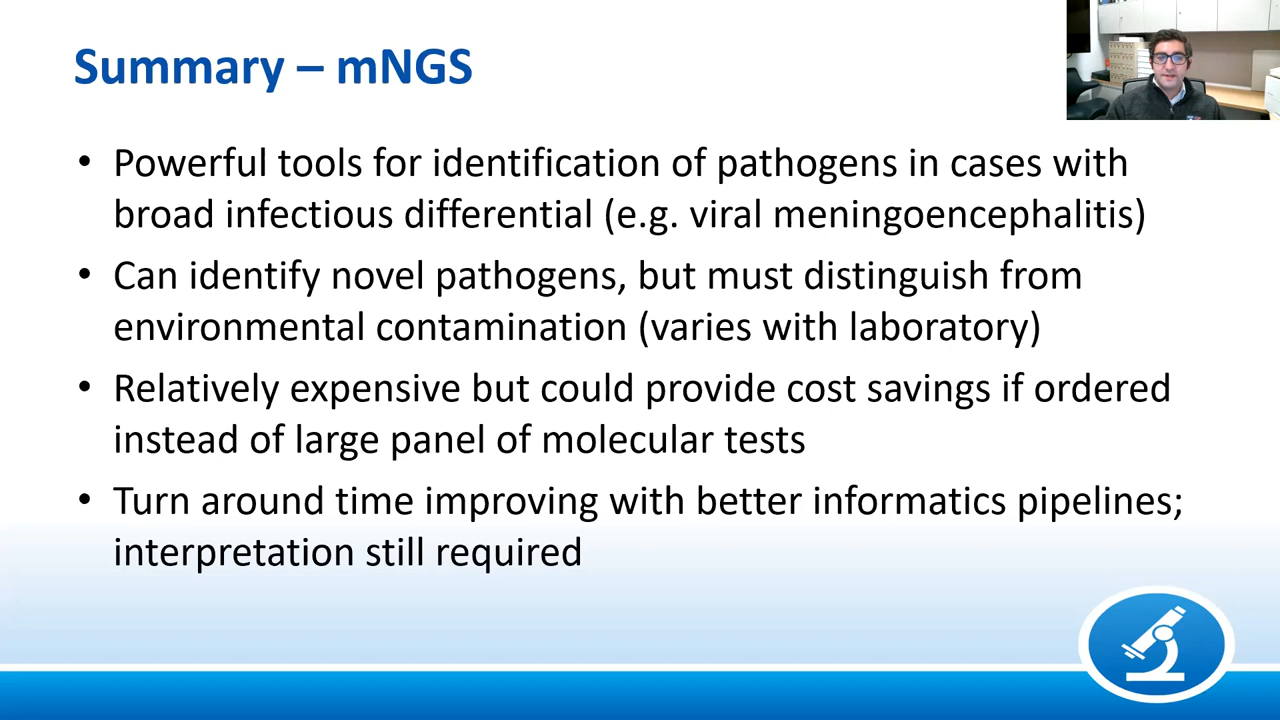 Summary – mNGS
• Powerful tools for identification of pathogens in cases with
broad infectious differential (e.g. viral meningoencephalitis)
• Can identify novel pathogens, but must distinguish from
environmental contamination (varies with laboratory)
• Relatively expensive but could provide cost savings if ordered
instead of large panel of molecular tests
• Turn around time improving with better informatics pipelines;
interpretation still required